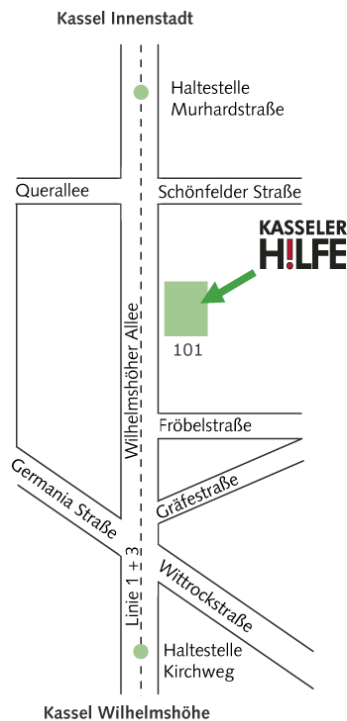 Kassel Innenstadt
Haltestelle
Murhardstraße
Querallee
Schönfelder Straße
KASSELER
H!LFE
101
Wilhelmshöher Allee
Fröbelstraße
Germania Straße
Gräfestraße
Linie 1 + 3
Wittrockstraße
Haltestelle
Kirchweg
Kassel Wilhelmshöhe